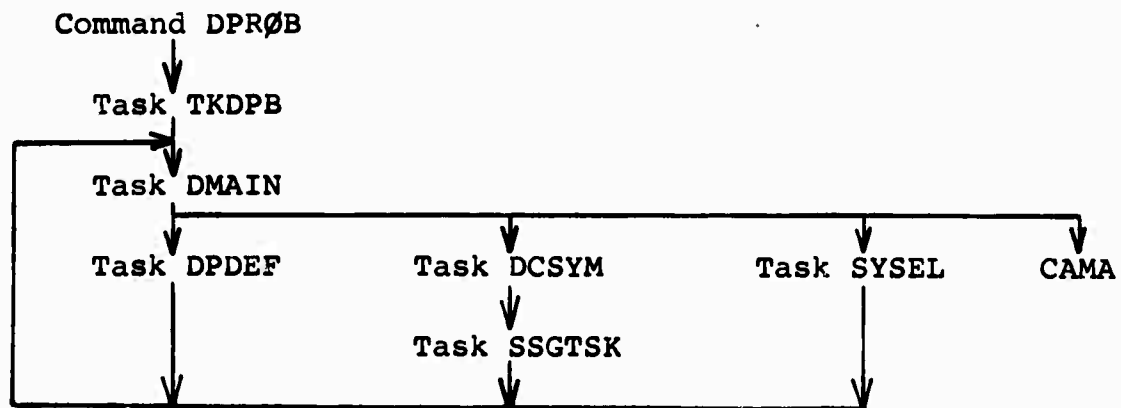 Command DPRØB
Task TKDPB
Task DMAIN
Task DPDEF Task DCSYM Task SYSEL CAMA
Task SSGTSK